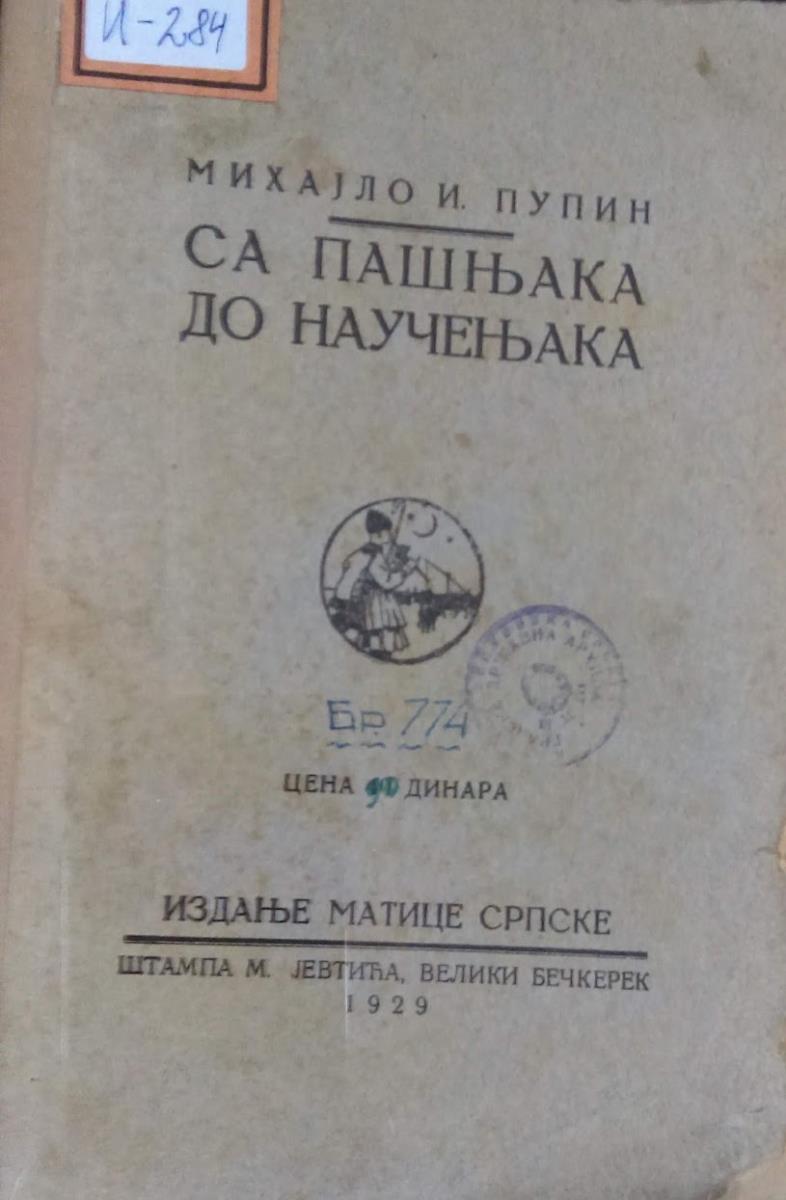 И-284
МИХАЈЛО И. ПУПИН
СА ПАШЊАКА
ДО НАУЧЕЊАКА
Бр 774
ЦЕНА 90 ДИНАРА
ИЗДАЊЕ МАТИЦЕ СРПСКЕ
ШТАМПА М. ЈЕВТИЋА, ВЕЛИКИ БЕЧКЕРЕК
1929